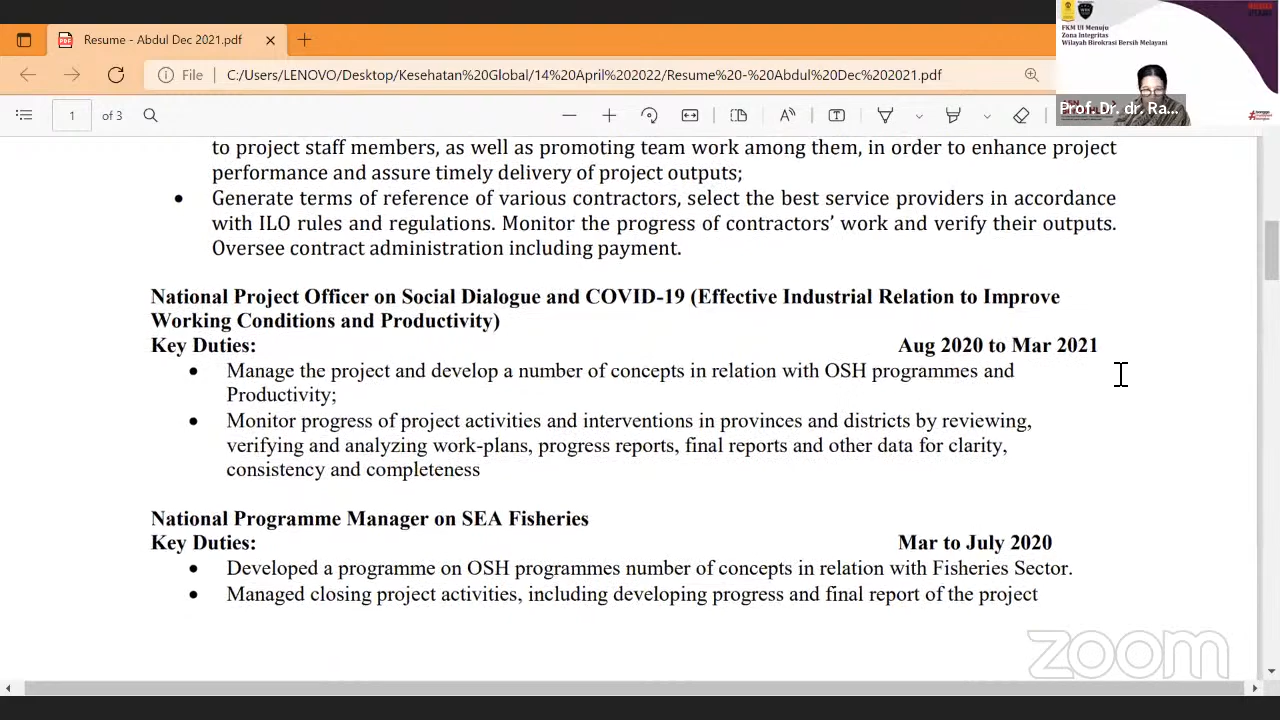 Resume - Abdul Dec 2021.pdf
FKM UI Menuju
Zona Integritas
Wilayah Birokrasi Bersih Melayani
File
C:/Users/LENOVO/Desktop/Kesehatan%20Global/14%20April%202022/Resume%20-%20Abdul%20Dec%202021.pdf
Prof. Dr. dr. Ra...
1 of 3
to project staff members, as well as promoting team work among them, in order to enhance project
performance and assure timely delivery of project outputs;
• Generate terms of reference of various contractors, select the best service providers in accordance
with ILO rules and regulations. Monitor the progress of contractors’ work and verify their outputs.
Oversee contract administration including payment.
National Project Officer on Social Dialogue and COVID-19 (Effective Industrial Relation to Improve
Working Conditions and Productivity)
Key Duties: Aug 2020 to Mar 2021
• Manage the project and develop a number of concepts in relation with OSH programmes and
Productivity;
• Monitor progress of project activities and interventions in provinces and districts by reviewing,
verifying and analyzing work-plans, progress reports, final reports and other data for clarity,
consistency and completeness
National Programme Manager on SEA Fisheries
Key Duties: Mar to July 2020
• Developed a programme on OSH programmes number of concepts in relation with Fisheries Sector.
• Managed closing project activities, including developing progress and final report of the project
zoom